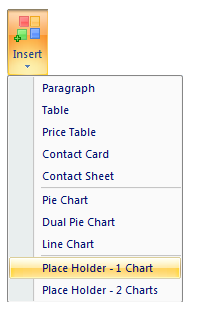 Insert
Paragraph
Table
Price Table
Contact Card
Contact Sheet
Pie Chart
Dual Pie Chart
Line Chart
Place Holder - 1 Chart
Place Holder - 2 Charts